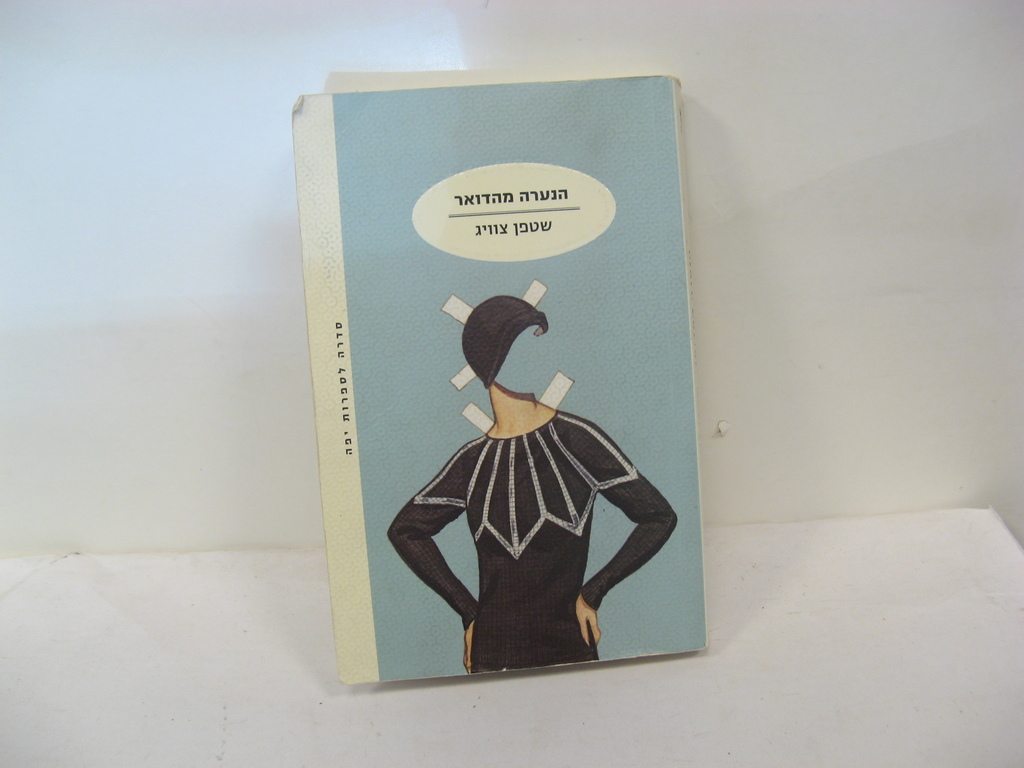 הנערה מהדואר
שטפן צוויג
סדרה לספרות יפה